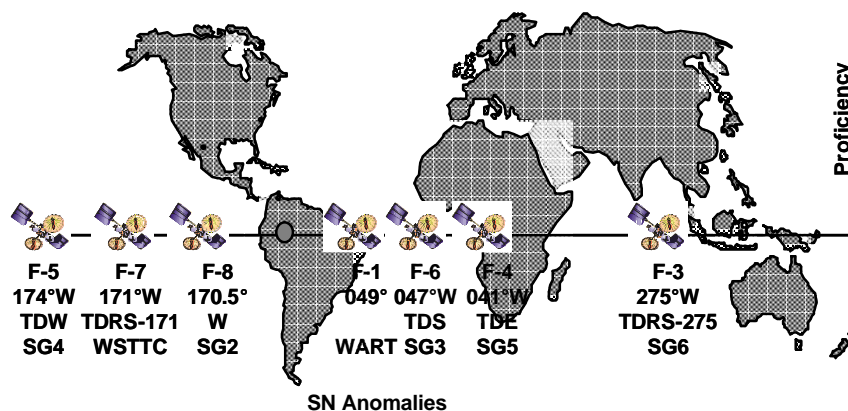 Proficiency
F-5 F-7 F-8 F-1 F-6 F-4 F-3
174°W 171°W 170.5° 049° 047°W 041°W 275°W
TDW TDRS-171 W TDS TDE TDRS-275
SG4 WSTTC SG2 WART SG3 SG5 SG6
SN Anomalies